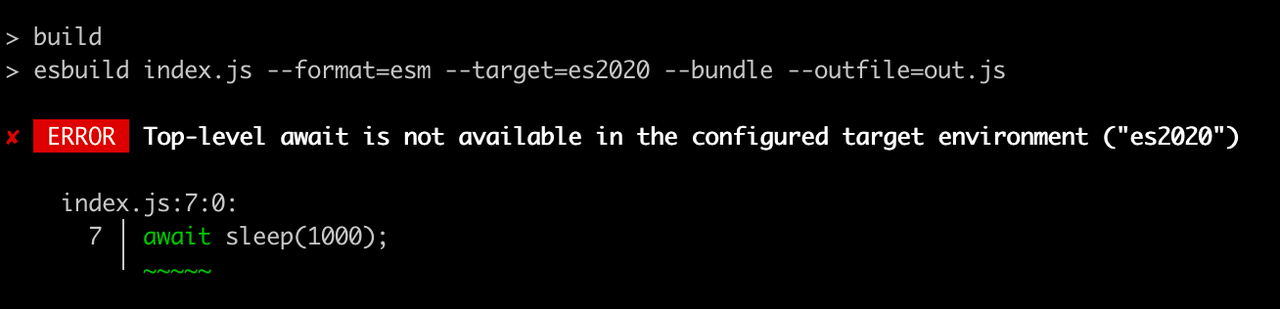 > build
> esbuild index.js --format=esm --target=es2020 --bundle --outfile=out.js
✘ ERROR Top-level await is not available in the configured target environment ("es2020")
index.js:7:0:
7 │ await sleep(1000);
~~~~~